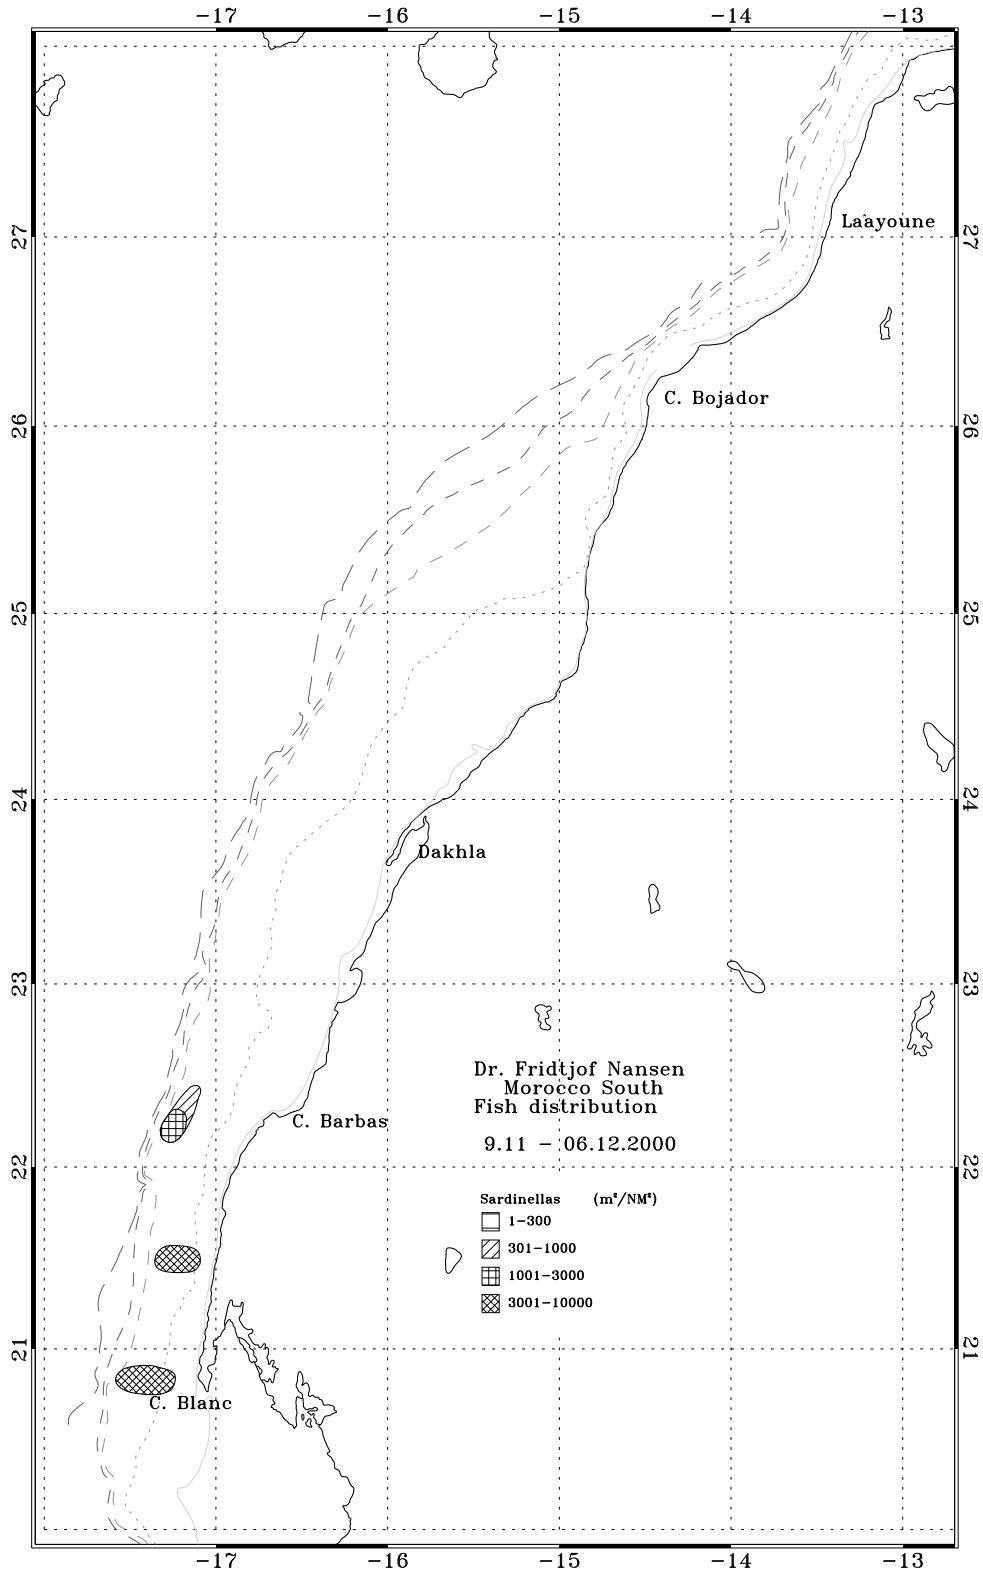 -17 -16 -15 -14 -13
Laayoune
27 27
C. Bojador
26 26
25 25
24 24
Dakhla
23 23
Dr. Fridtjof Nansen
Morocco South
Fish distribution
C. Barbas
9.11 - 06.12.2000
22 22
Sardinellas (m²/NM²)
1-300
301-1000
1001-3000
3001-10000
21 21
C. Blanc
-17 -16 -15 -14 -13